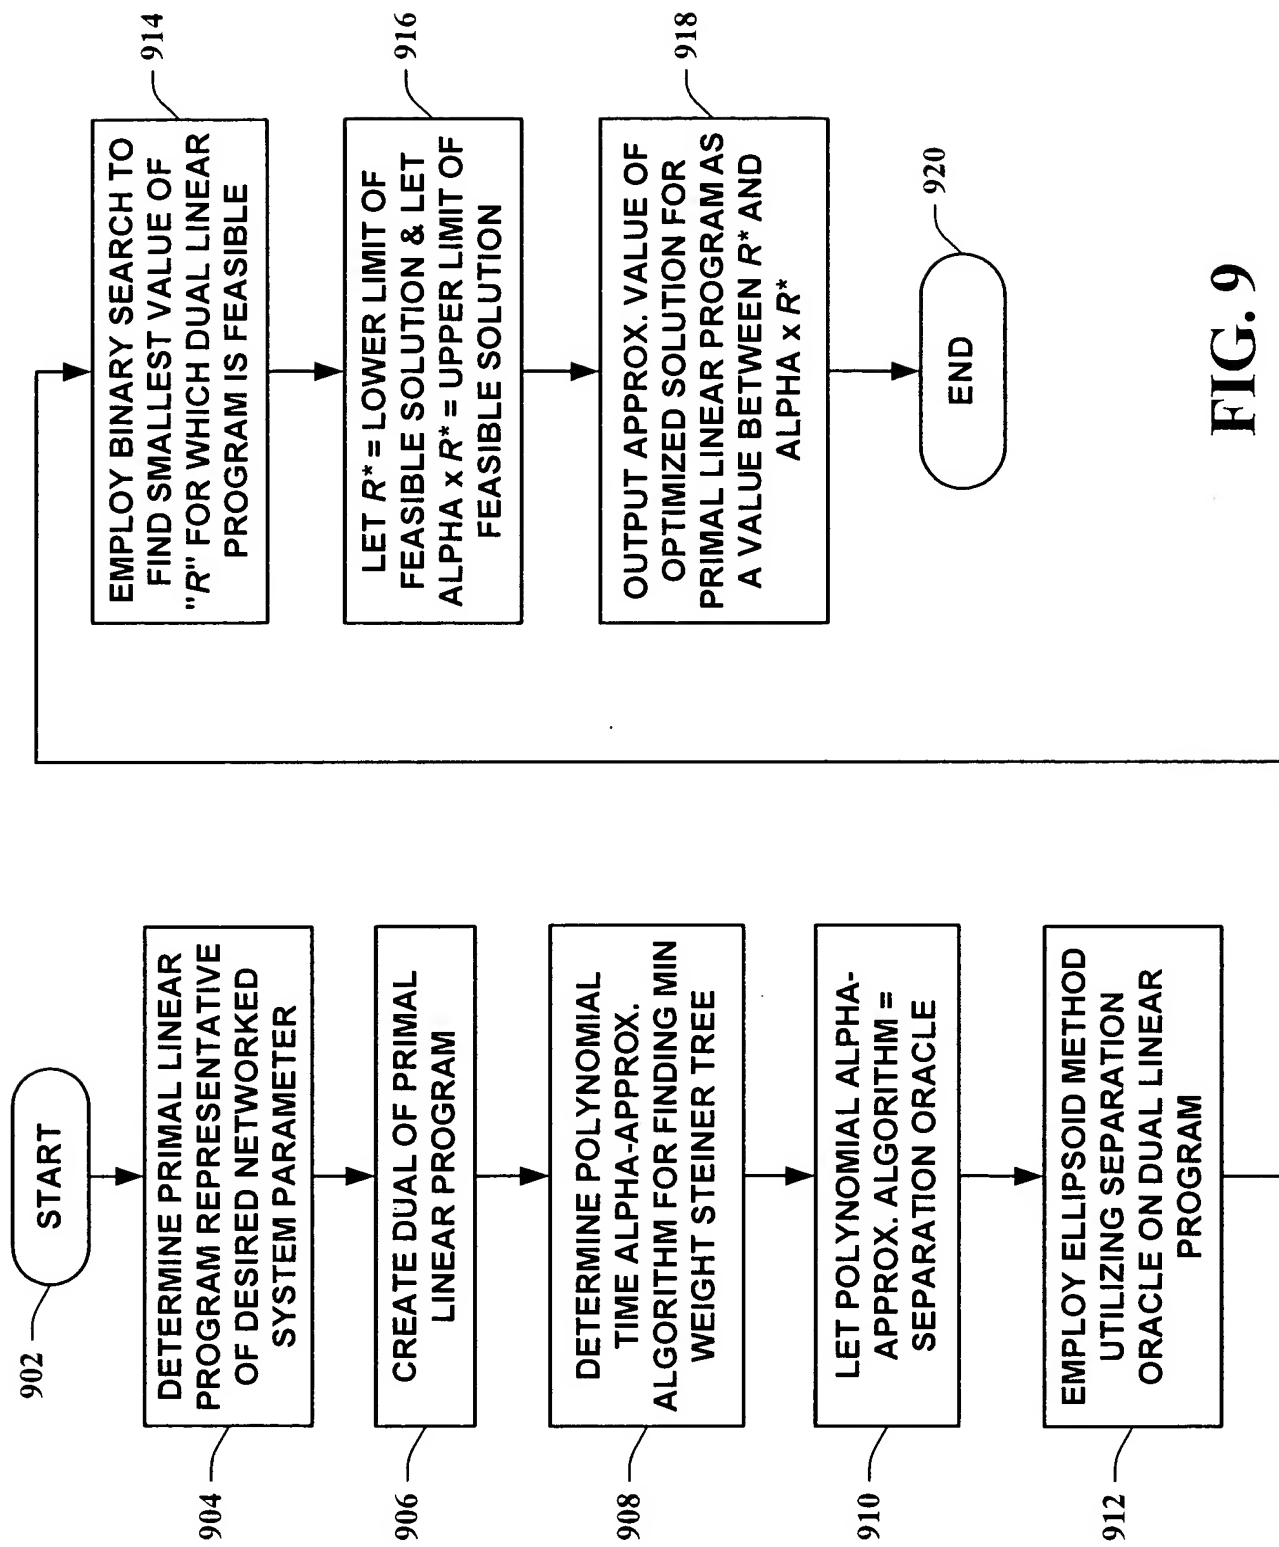 START
902
DETERMINE PRIMAL LINEAR
PROGRAM REPRESENTATIVE
OF DESIRED NETWORKED
SYSTEM PARAMETER
904
CREATE DUAL OF PRIMAL
LINEAR PROGRAM
906
DETERMINE POLYNOMIAL
TIME ALPHA-APPROX.
ALGORITHM FOR FINDING MIN
WEIGHT STEINER TREE
908
LET POLYNOMIAL ALPHA-
APPROX. ALGORITHM =
SEPARATION ORACLE
910
EMPLOY ELLIPSOID METHOD
UTILIZING SEPARATION
ORACLE ON DUAL LINEAR
PROGRAM
912
EMPLOY BINARY SEARCH TO
FIND SMALLEST VALUE OF
"R" FOR WHICH DUAL LINEAR
PROGRAM IS FEASIBLE
914
LET R* = LOWER LIMIT OF
FEASIBLE SOLUTION & LET
ALPHA x R* = UPPER LIMIT OF
FEASIBLE SOLUTION
916
OUTPUT APPROX. VALUE OF
OPTIMIZED SOLUTION FOR
PRIMAL LINEAR PROGRAM AS
A VALUE BETWEEN R* AND
ALPHA x R*
918
END
920
FIG. 9